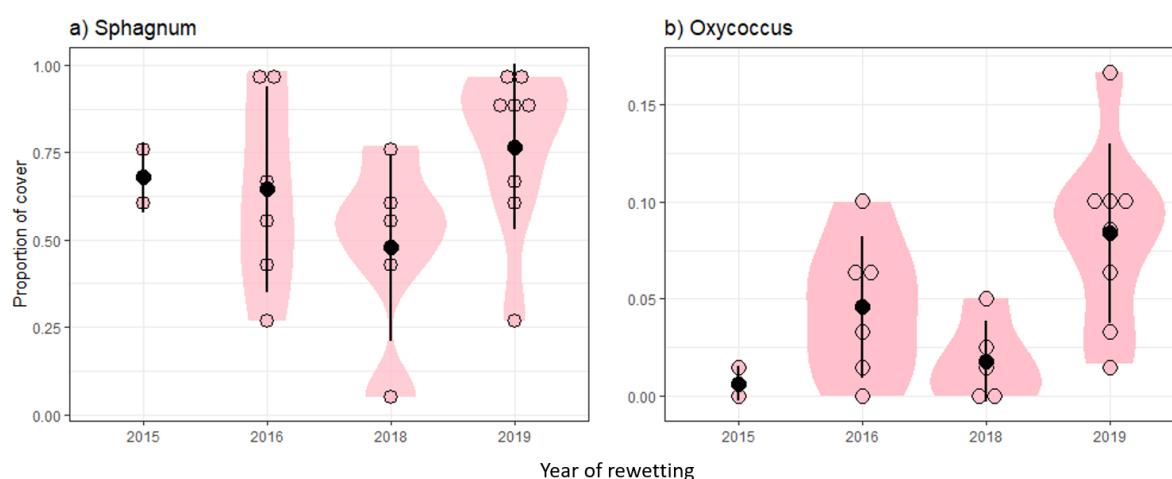 a) Sphagnum
b) Oxycoccus
Proportion of cover
1.00
0.75
0.50
0.25
0.00
2015 2016 2018 2019
0.15
0.10
0.05
0.00
2015 2016 2018 2019
Year of rewetting